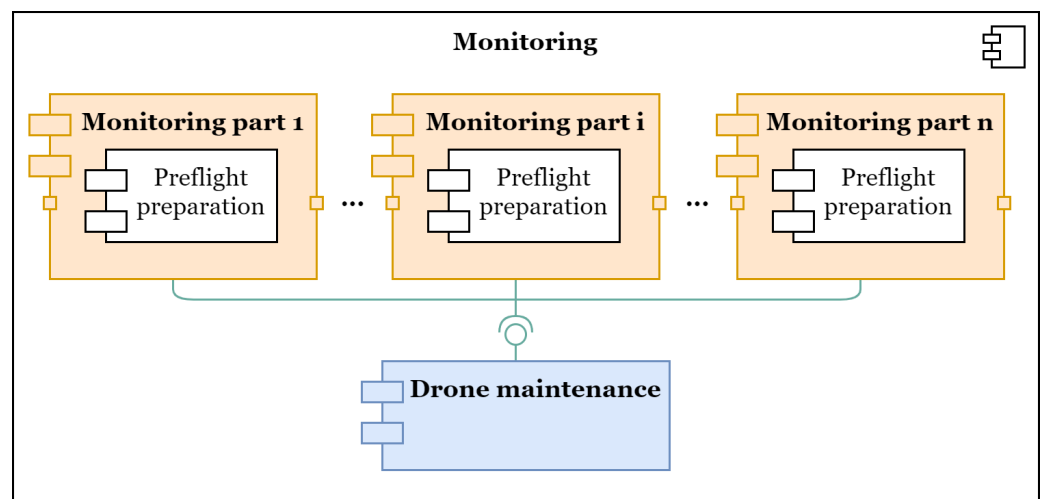 Monitoring
Monitoring part 1
Preflight
preparation
...
Monitoring part i
Preflight
preparation
...
Monitoring part n
Preflight
preparation
Drone maintenance